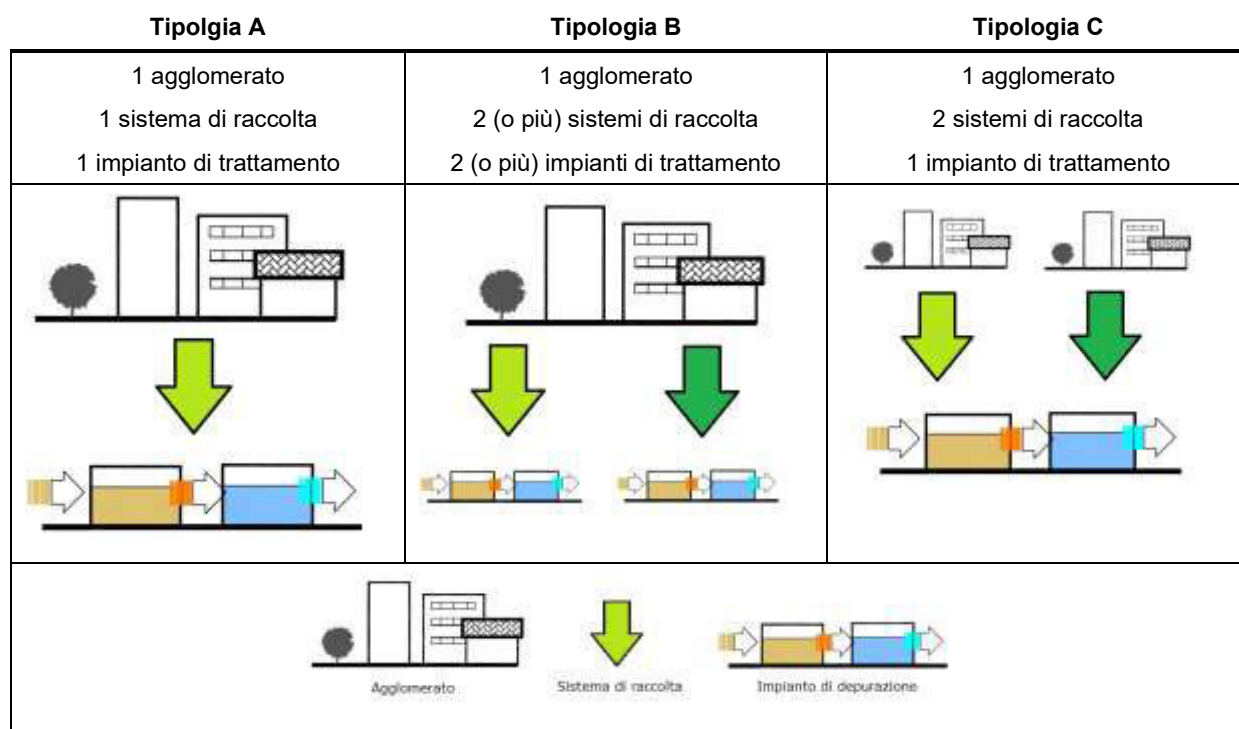 Tipolgia A
Tipologia B
Tipologia C
1 agglomerato
1 sistema di raccolta
1 impianto di trattamento
1 agglomerato
2 (o più) sistemi di raccolta
2 (o più) impianti di trattamento
1 agglomerato
2 sistemi di raccolta
1 impianto di trattamento
Agglomerato
Sistema di raccolta
Impianto di depurazione